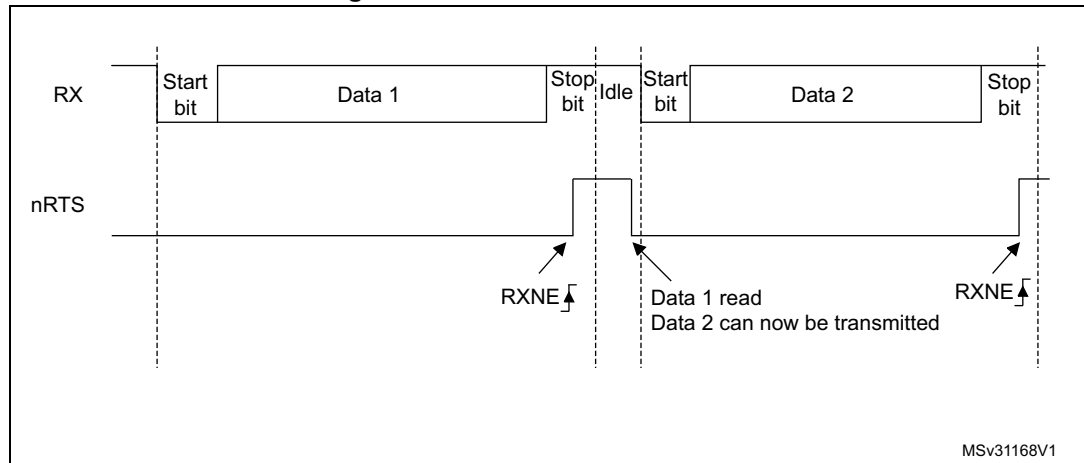 RX
Start
bit
Data 1
Stop
bit
Idle
Start
bit
Data 2
Stop
bit
nRTS
RXNE
Data 1 read
Data 2 can now be transmitted
RXNE
MSv31168V1